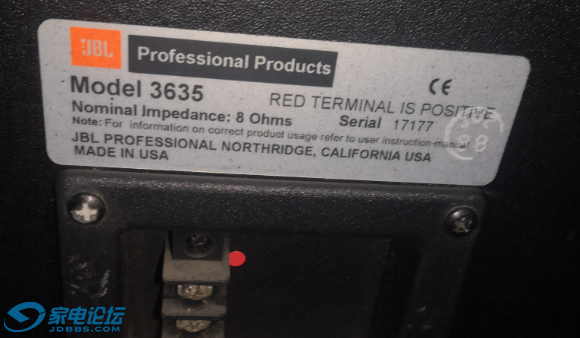 JBL
Professional Products
Model 3635
CE
RED TERMINAL IS POSITIVE
Nominal Impedance: 8 Ohms
Serial 17177
Note: For information on correct product usage refer to user instruction manual
8
JBL PROFESSIONAL NORTHRIDGE, CALIFORNIA USA
MADE IN USA
家电论坛
JDBBS.COM